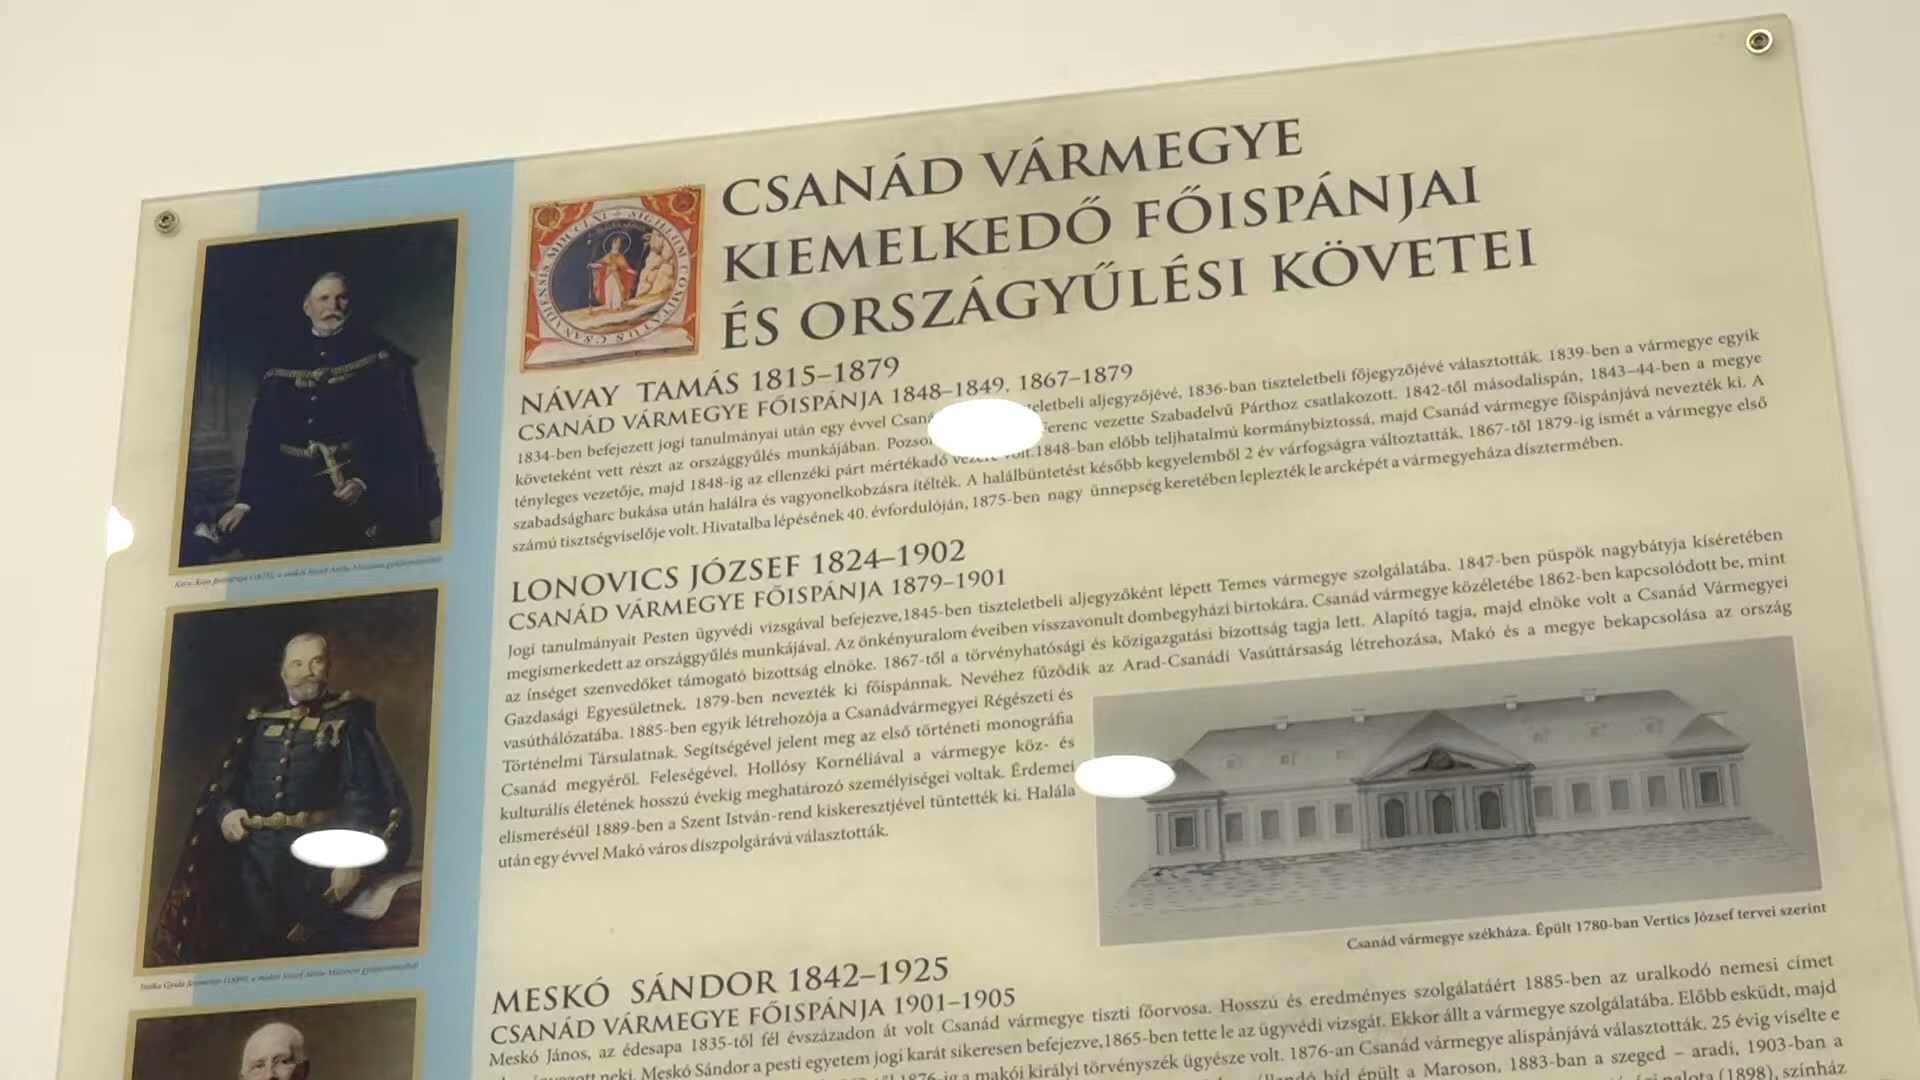 CSANÁD VÁRMEGYE
KIEMELKEDŐ FŐISPÁNJAI
ÉS ORSZÁGYŰLÉSI KÖVETEI
NÁVAY TAMÁS 1815–1879
CSANÁD VÁRMEGYE FŐISPÁNJA 1848–1849, 1867–1879
1834-ben befejezett jogi tanulmányai után egy évvel aljegyzőjévé, 1836-ban tiszteletbeli főjegyzőjévé választották. 1839-ben a vármegye egyik
követeként vett részt az országgyűlés munkájában. vezette Szabadelvű Párthoz csatlakozott. 1842-től másodalispán, 1843–44-ben a megye
tényleges vezetője, majd 1848-ig az ellenzéki párt mértékadó volt.1848-ban előbb teljhatalmú kormánybiztossá, majd Csanád vármegye főispánjává nevezték ki. A
szabadságharc bukása után halálra és vagyonelkobzásra ítélték. A halálbüntetést később kegyelemből 2 év várfogságra változtatták. 1867-től 1879-ig ismét a vármegye első
számú tisztségviselője volt. Hivatalba lépésének 40. évfordulóján, 1875-ben nagy ünnepség keretében leplezték le arcképét a vármegyeháza dísztermében.
LONOVICS JÓZSEF 1824–1902
CSANÁD VÁRMEGYE FŐISPÁNJA 1879–1901
Jogi tanulmányait Pesten ügyvédi vizsgával befejezve,1845-ben tiszteletbeli aljegyzőként lépett Temes vármegye szolgálatába. 1847-ben püspök nagybátyja kíséretében
megismerkedett az országgyűlés munkájával. Az önkényuralom éveiben visszavonult dombegyházi birtokára. Csanád vármegye közéletébe 1862-ben kapcsolódott be, mint
az ínséget szenvedőket támogató bizottság elnöke. 1867-től a törvényhatósági és közigazgatási bizottság tagja lett. Alapító tagja, majd elnöke volt a Csanád Vármegyei
Gazdasági Egyesületnek. 1879-ben nevezték ki főispánnak. Nevéhez fűződik az Arad-Csanádi Vasúttársaság létrehozása, Makó és a megye bekapcsolása az ország
vasúthálózatába. 1885-ben egyik létrehozója a Csanádvármegyei Régészeti és
Történelmi Társulatnak. Segítségével jelent meg az első történeti monográfia
Csanád megyéről. Feleségével, Hollósy Kornéliával a vármegye köz- és
kulturális életének hosszú évekig meghatározó személyiségei voltak. Érdemei
elismeréséül 1889-ben a Szent István-rend kiskeresztjével tüntették ki. Halála
után egy évvel Makó város díszpolgárává választották.
Csanád vármegye székháza. Épült 1780-ban Vertics József tervei szerint
MESKÓ SÁNDOR 1842–1925
CSANÁD VÁRMEGYE FŐISPÁNJA 1901–1905
Meskó János, az édesapa 1835-től fél évszázadon át volt Csanád vármegye tiszti főorvosa. Hosszú és eredményes szolgálatáért 1885-ben az uralkodó nemesi címet
neki. Meskó Sándor a pesti egyetem jogi karát sikeresen befejezve,1865-ben tette le az ügyvédi vizsgát. Ekkor állt a vármegye szolgálatába. Előbb esküdt, majd
1876-ig a makói királyi törvényszék ügyésze volt. 1876-an Csanád vármegye alispánjává választották. 25 évig viselte e
híd épült a Maroson, 1883-ban a szeged – aradi, 1903-ban a
(1898), színház